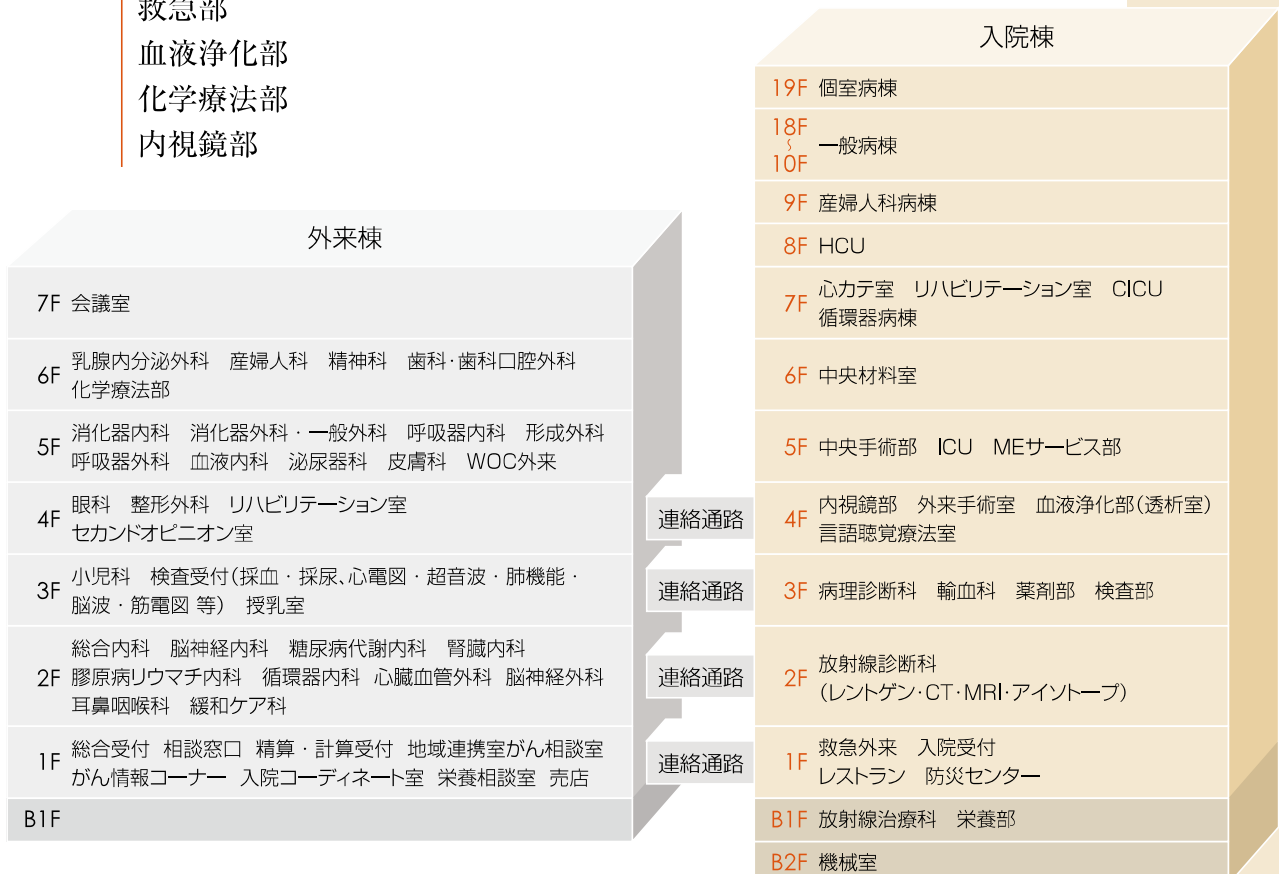 救急部
血液浄化部
化学療法部
内視鏡部
外来棟
7F 会議室
6F 乳腺内分泌外科 産婦人科 精神科 歯科・歯科口腔外科
化学療法部
5F 消化器内科 消化器外科・一般外科 呼吸器内科 形成外科
呼吸器外科 血液内科 泌尿器科 皮膚科 WOC外来
4F 眼科 整形外科 リハビリテーション室
セカンドオピニオン室
3F 小児科 検査受付(採血・採尿、心電図・超音波・肺機能・
脳波・筋電図 等) 授乳室
2F 総合内科 脳神経内科 糖尿病代謝内科 腎臓内科
膠原病リウマチ内科 循環器内科 心臓血管外科 脳神経外科
耳鼻咽喉科 緩和ケア科
1F 総合受付 相談窓口 精算・計算受付 地域連携室がん相談室
がん情報コーナー 入院コーディネート室 栄養相談室 売店
B1F
連絡通路
連絡通路
連絡通路
連絡通路
入院棟
19F 個室病棟
18F
〜
10F
一般病棟
9F 産婦人科病棟
8F HCU
7F 心カテ室 リハビリテーション室 CICU
循環器病棟
6F 中央材料室
5F 中央手術部 ICU MEサービス部
4F 内視鏡部 外来手術室 血液浄化部(透析室)
言語聴覚療法室
3F 病理診断科 輸血科 薬剤部 検査部
2F 放射線診断科
(レントゲン・CT・MRI・アイソトープ)
1F 救急外来 入院受付
レストラン 防災センター
B1F 放射線治療科 栄養部
B2F 機械室